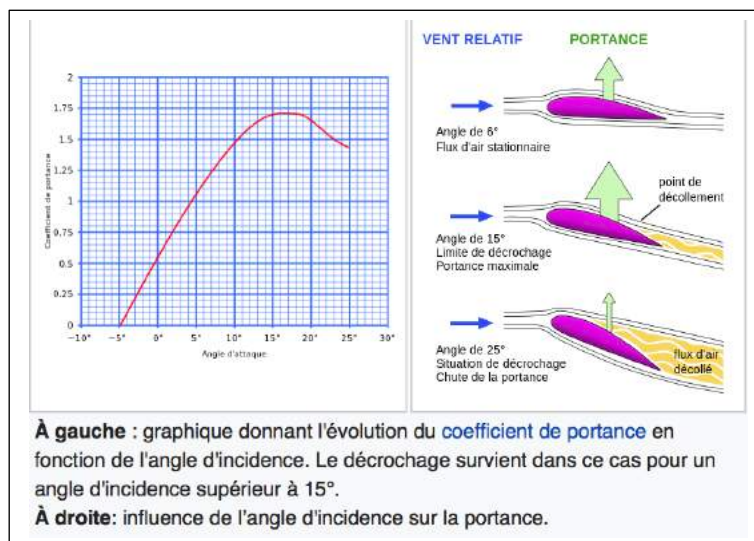 2
1.75
1.5
1.25
1
0.75
0.5
0.25
0
Coefficient de portance
−10° −5° 0° 5° 10° 15° 20° 25° 30°
Angle d'attaque
VENT RELATIF PORTANCE
Angle de 6°
Flux d'air stationnaire
point de
décollement
Angle de 15°
Limite de décrochage
Portance maximale
Angle de 25°
Situation de décrochage
Chute de la portance
flux d'air
décollé
À gauche : graphique donnant l'évolution du coefficient de portance en
fonction de l'angle d'incidence. Le décrochage survient dans ce cas pour un
angle d'incidence supérieur à 15°.
À droite: influence de l'angle d'incidence sur la portance.